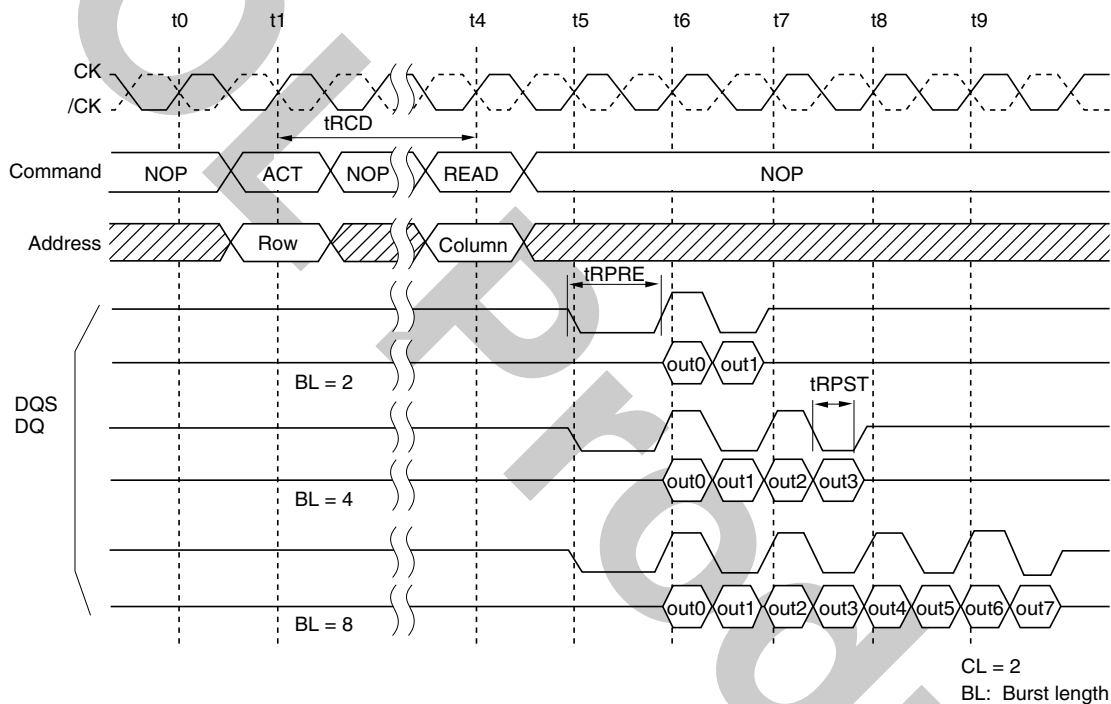 t0 t1 t4 t5 t6 t7 t8 t9
CK
/CK
tRCD
Command NOP ACT NOP READ NOP
Address Row Column
tRPRE
out0 out1
BL = 2
tRPST
DQS
DQ
out0 out1 out2 out3
BL = 4
out0 out1 out2 out3 out4 out5 out6 out7
BL = 8
CL = 2
BL: Burst length